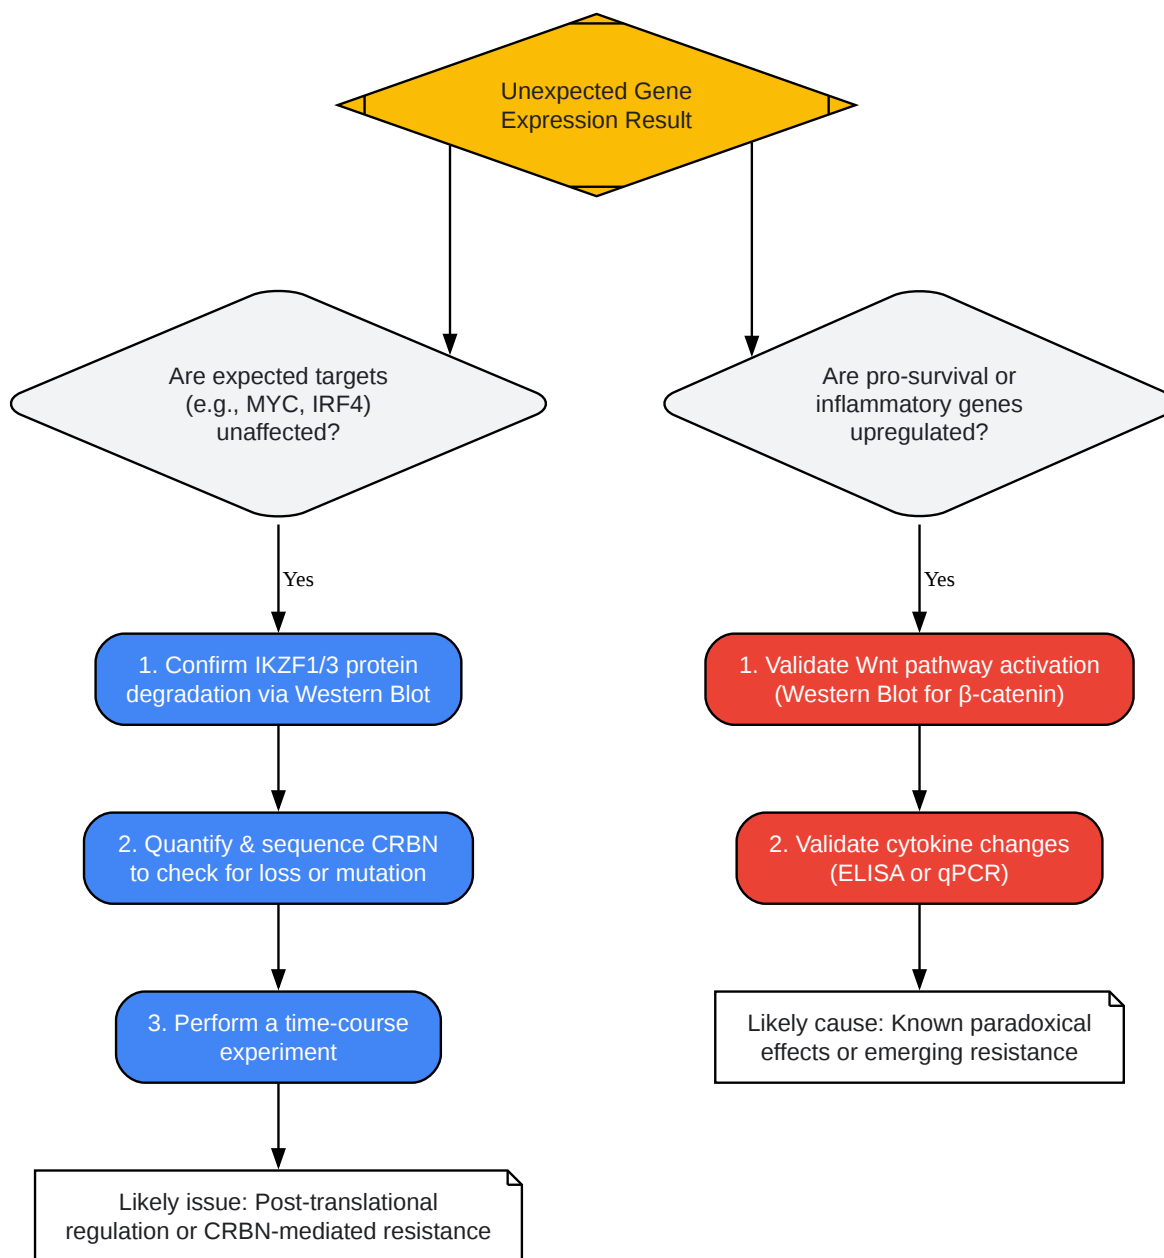 Unexpected Gene
Expression Result
Are expected targets
(e.g., MYC, IRF4)
unaffected?
Yes
1. Confirm IKZF1/3 protein
degradation via Western Blot
2. Quantify & sequence CRBN
to check for loss or mutation
3. Perform a time-course
experiment
Likely issue: Post-translational
regulation or CRBN-mediated resistance
Are pro-survival or
inflammatory genes
upregulated?
Yes
1. Validate Wnt pathway activation
(Western Blot for β-catenin)
2. Validate cytokine changes
(ELISA or qPCR)
Likely cause: Known paradoxical
effects or emerging resistance